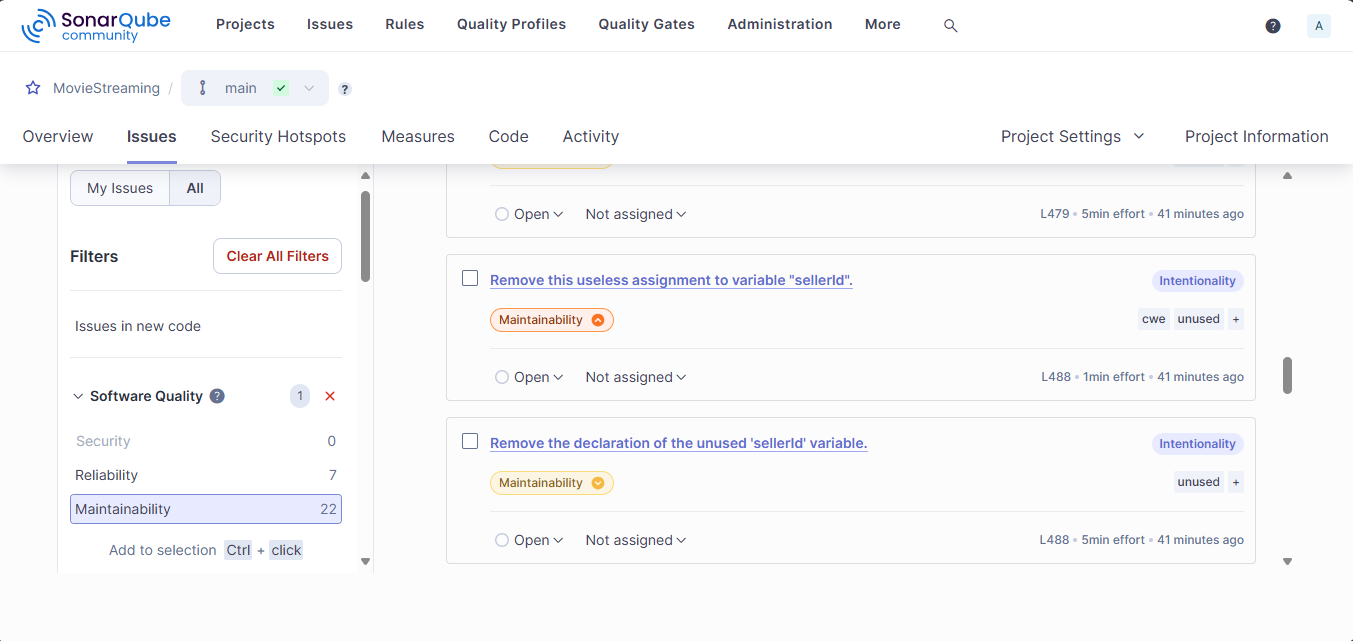 SonarQube community Projects Issues Rules Quality Profiles Quality Gates Administration More ? A
MovieStreaming / main ?
Overview Issues Security Hotspots Measures Code Activity Project Settings Project Information
My Issues All
Filters Clear All Filters
Issues in new code
Software Quality ? 1
Security 0
Reliability 7
Maintainability 22
Add to selection Ctrl + click
Open Not assigned L479 • 5min effort • 41 minutes ago
Remove this useless assignment to variable "sellerId". Intentionality
Maintainability cwe unused +
Open Not assigned L488 • 1min effort • 41 minutes ago
Remove the declaration of the unused 'sellerId' variable. Intentionality
Maintainability unused +
Open Not assigned L488 • 5min effort • 41 minutes ago